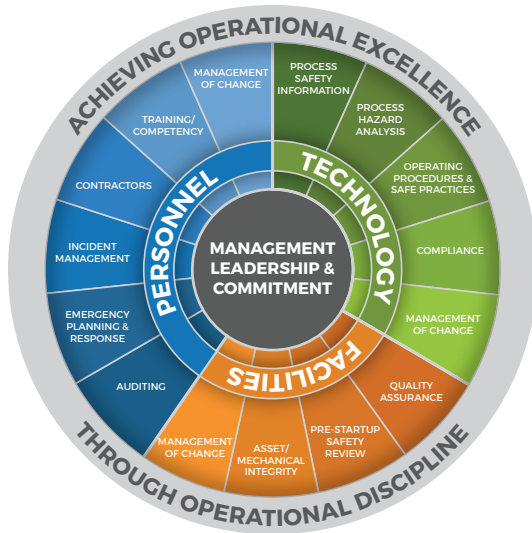 ACHIEVING OPERATIONAL EXCELLENCE
MANAGEMENT
OF CHANGE
TRAINING/
COMPETENCY
CONTRACTORS
INCIDENT
MANAGEMENT
EMERGENCY
PLANNING &
RESPONSE
AUDITING
PERSONNEL
PROCESS
SAFETY
INFORMATION
PROCESS
HAZARD
ANALYSIS
OPERATING
PROCEDURES &
SAFE PRACTICES
COMPLIANCE
MANAGEMENT
OF CHANGE
TECHNOLOGY
MANAGEMENT
LEADERSHIP &
COMMITMENT
FACILITIES
QUALITY
ASSURANCE
PRE-STARTUP
SAFETY
REVIEW
ASSET/
MECHANICAL
INTEGRITY
MANAGEMENT
OF CHANGE
THROUGH OPERATIONAL DISCIPLINE